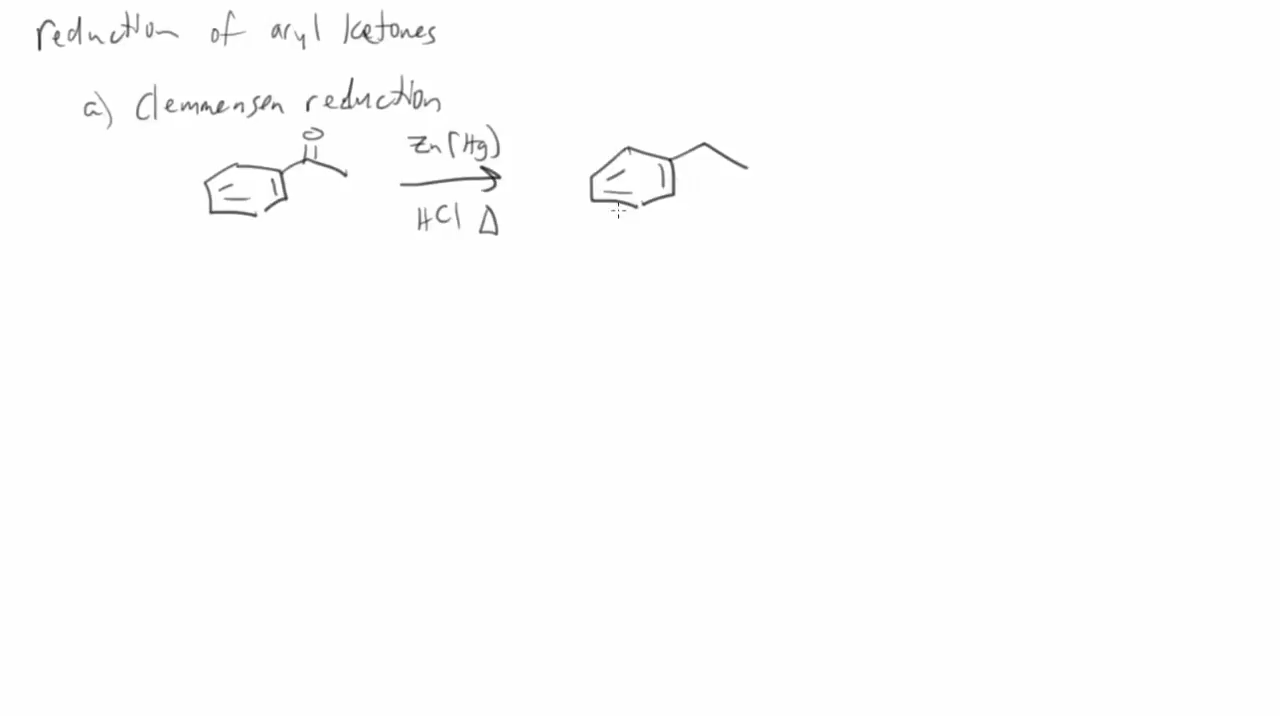 reduction of aryl ketones
a) Clemmensen reduction
O
Zn(Hg)
HCl Δ